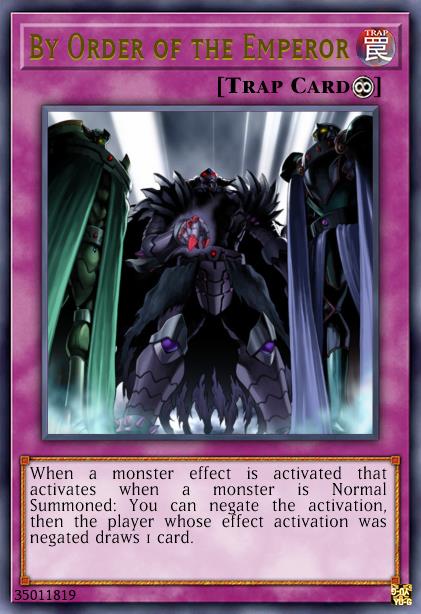 BY ORDER OF THE EMPEROR
TRAP
罠
[TRAP CARD]
When a monster effect is activated that
activates when a monster is Normal
Summoned: You can negate the activation,
then the player whose effect activation was
negated draws 1 card.
35011819